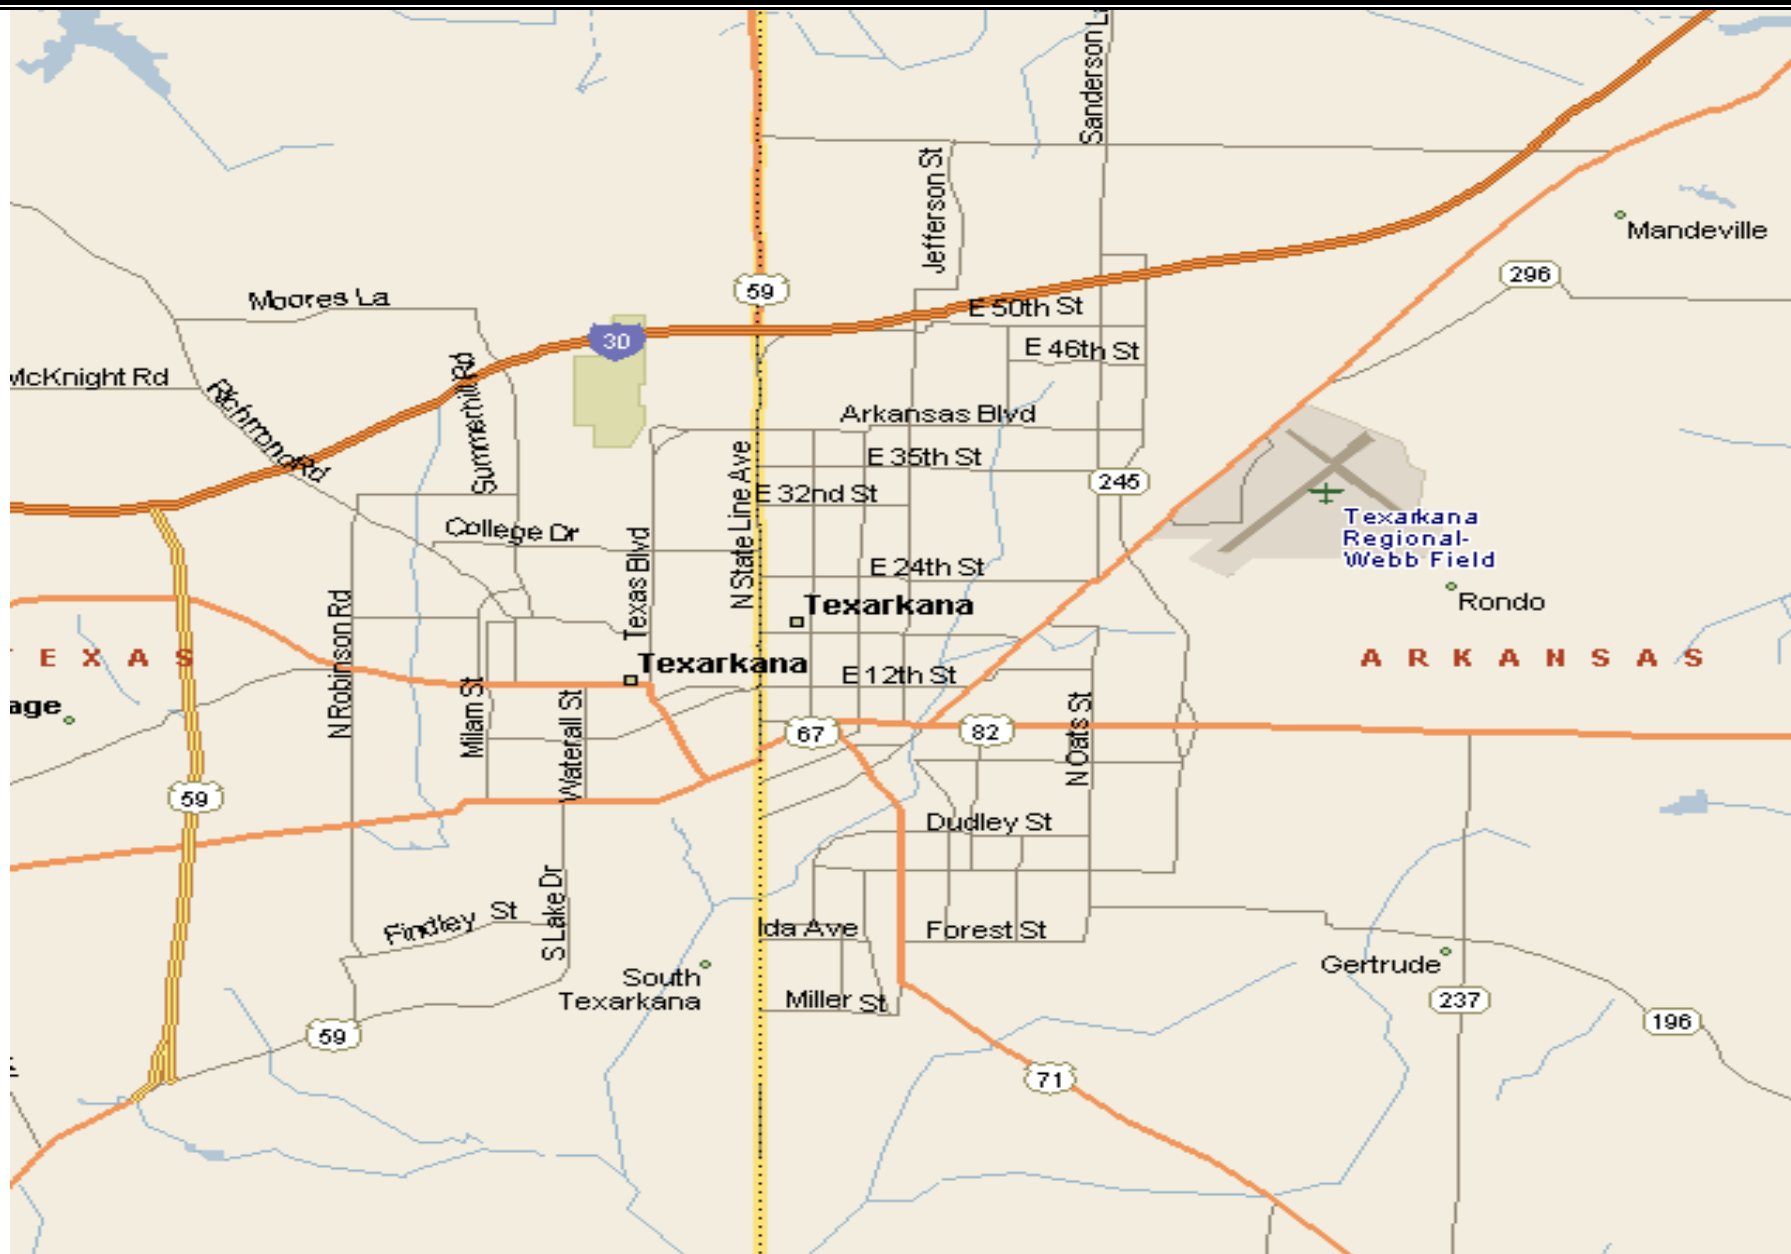 Sanderson L
Jefferson St
Mandeville
296
59
Moores La
E 50th St
30
E 46th St
McKnight Rd
Richmond Rd
Summerhill Rd
Arkansas Blvd
E 35th St
245
E 32nd St
N State Line Ave
College Dr
Texas Blvd
Texarkana
Regional-
Webb Field
E 24th St
Rondo
Texarkana
N Robinson Rd
EXAS
ARKANSAS
Texarkana
E 12th St
Milam St
Waterall St
age
67
82
N Oats St
59
Dudley St
S Lake Dr
Findley St
Ida Ave
Forest St
South
Texarkana
Gertrude
Miller St
237
59
196
71